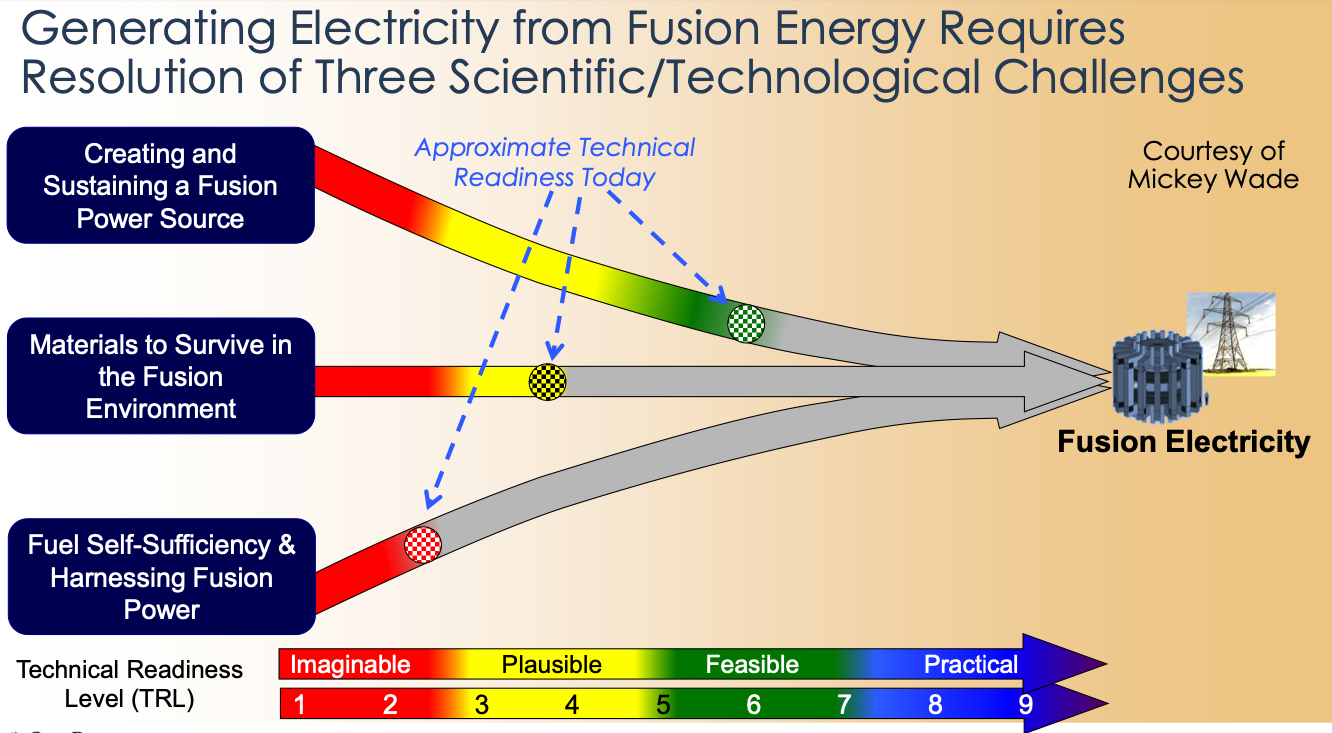 Generating Electricity from Fusion Energy Requires
Resolution of Three Scientific/Technological Challenges
Creating and
Sustaining a Fusion
Power Source
Approximate Technical
Readiness Today
Courtesy of
Mickey Wade
Materials to Survive in
the Fusion
Environment
Fusion Electricity
Fuel Self-Sufficiency &
Harnessing Fusion
Power
Technical Readiness
Level (TRL)
Imaginable Plausible Feasible Practical
1 2 3 4 5 6 7 8 9